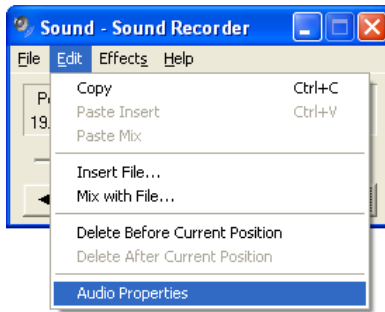 Sound - Sound Recorder
File Edit Effects Help
Copy Ctrl+C
Paste Insert Ctrl+V
Paste Mix
Insert File...
Mix with File...
Delete Before Current Position
Delete After Current Position
Audio Properties
19.